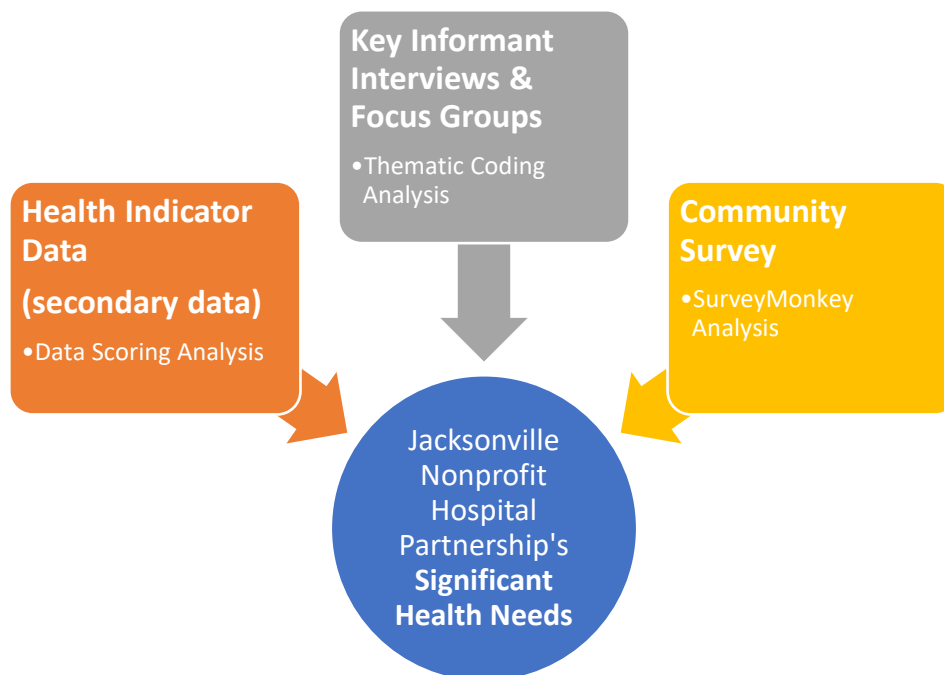 Key Informant
Interviews &
Focus Groups
•Thematic Coding
Analysis
Health Indicator
Data
(secondary data)
•Data Scoring Analysis
Community
Survey
•SurveyMonkey
Analysis
Jacksonville
Nonprofit
Hospital
Partnership's
Significant
Health Needs